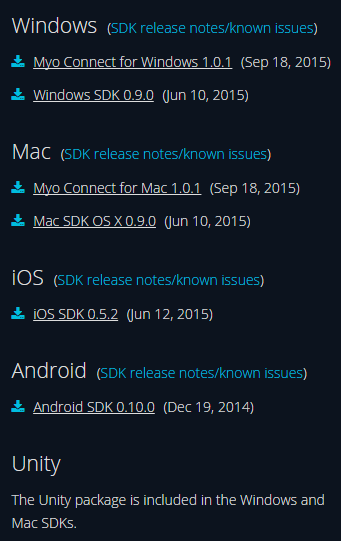 Windows (SDK release notes/known issues)
Myo Connect for Windows 1.0.1 (Sep 18, 2015)
Windows SDK 0.9.0 (Jun 10, 2015)
Mac (SDK release notes/known issues)
Myo Connect for Mac 1.0.1 (Sep 18, 2015)
Mac SDK OS X 0.9.0 (Jun 10, 2015)
iOS (SDK release notes/known issues)
iOS SDK 0.5.2 (Jun 12, 2015)
Android (SDK release notes/known issues)
Android SDK 0.10.0 (Dec 19, 2014)
Unity
The Unity package is included in the Windows and
Mac SDKs.